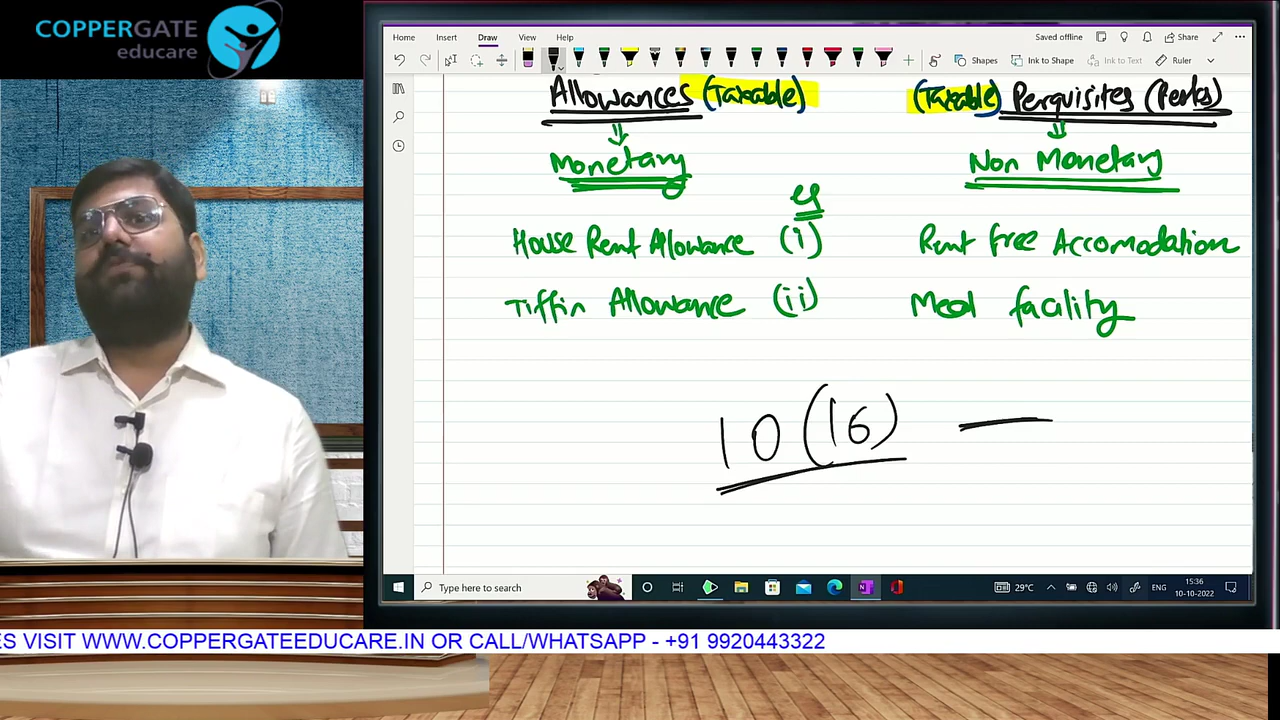 COPPERGATE
educare
Home Insert Draw View Help
Saved offline Share
Shapes Ink to Shape Ink to Text Ruler
Allowances (Taxable) (Taxable) Perquisites (Perks)
Monetary Non Monetary
eg
House Rent Allowance (i) Rent free Accomodation
Tiffin Allowance (ii) Meal facility
10(16) —
Type here to search
29°C ENG 15:36
10-10-2022
ES VISIT WWW.COPPERGATEEDUCARE.IN OR CALL/WHATSAPP - +91 9920443322